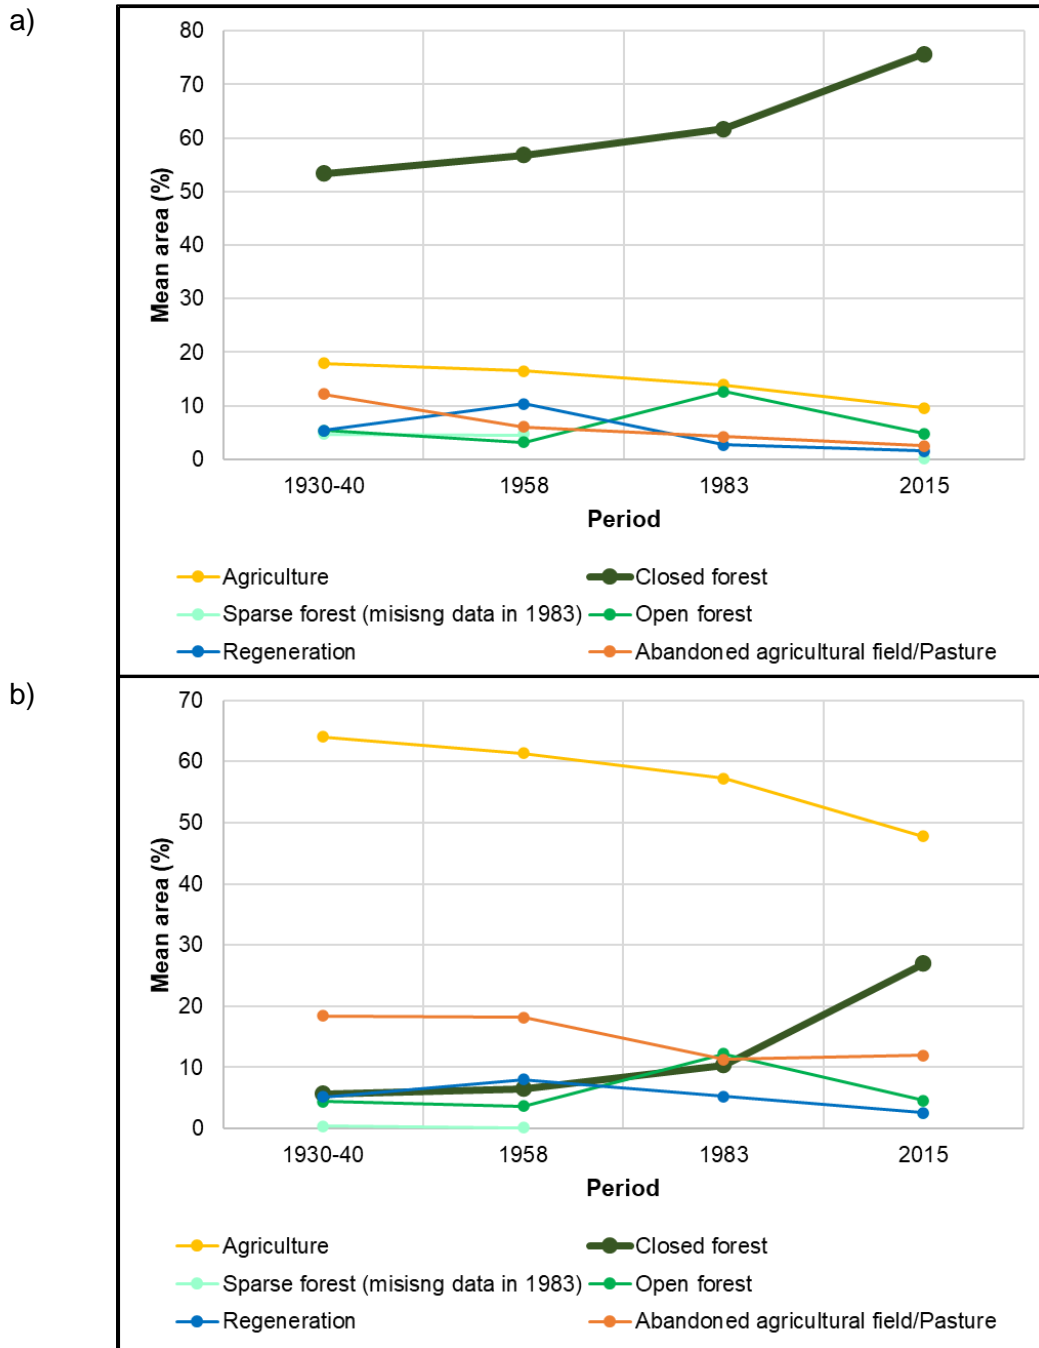 a)
80
70
60
50
40
30
20
10
0
Mean area (%)
1930-40 1958 1983 2015
Period
Agriculture Closed forest
Sparse forest (misisng data in 1983) Open forest
Regeneration Abandoned agricultural field/Pasture
b)
70
60
50
40
30
20
10
0
Mean area (%)
1930-40 1958 1983 2015
Period
Agriculture Closed forest
Sparse forest (misisng data in 1983) Open forest
Regeneration Abandoned agricultural field/Pasture